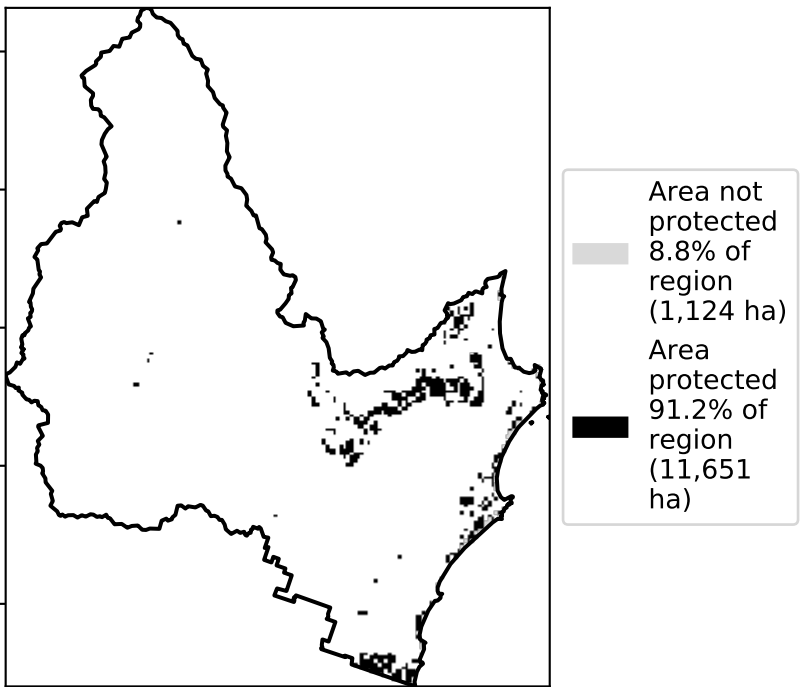 Area not
protected
8.8% of
region
(1,124 ha)
Area
protected
91.2% of
region
(11,651
ha)